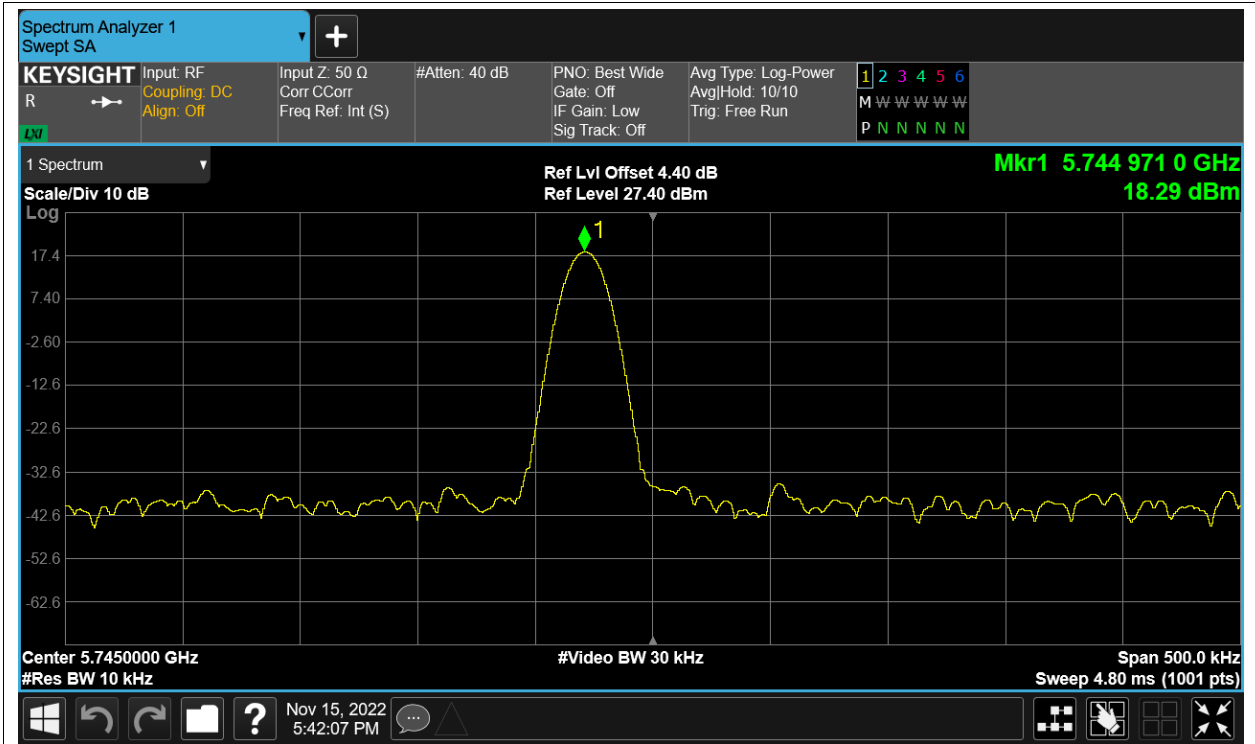 Spectrum Analyzer 1
Swept SA
KEYSIGHT
R
LXI
Input: RF
Coupling: DC
Align: Off
Input Z: 50 Ω
Corr CCorr
Freq Ref: Int (S)
#Atten: 40 dB
PNO: Best Wide
Gate: Off
IF Gain: Low
Sig Track: Off
Avg Type: Log-Power
Avg|Hold: 10/10
Trig: Free Run
1 2 3 4 5 6
M W W W W W
P N N N N N
1 Spectrum
Scale/Div 10 dB
Log
Ref Lvl Offset 4.40 dB
Ref Level 27.40 dBm
Mkr1 5.744 971 0 GHz
18.29 dBm
1
17.4
7.40
-2.60
-12.6
-22.6
-32.6
-42.6
-52.6
-62.6
Center 5.7450000 GHz
#Res BW 10 kHz
#Video BW 30 kHz
Span 500.0 kHz
Sweep 4.80 ms (1001 pts)
?
Nov 15, 2022
5:42:07 PM